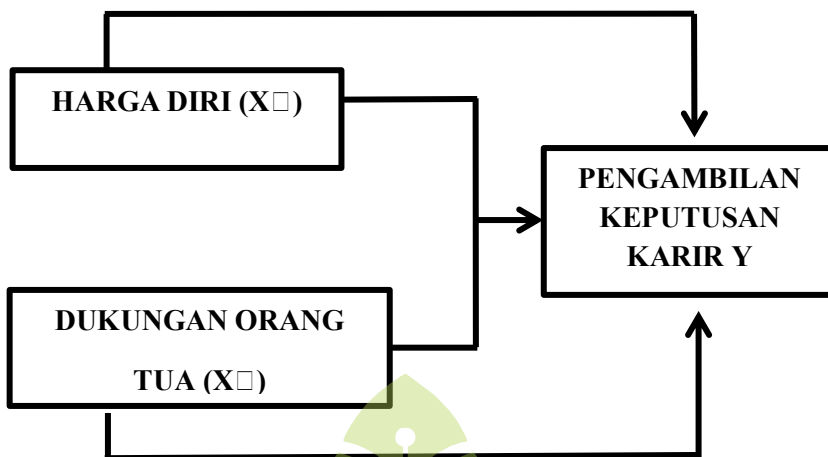 HARGA DIRI (X□)
PENGAMBILAN
KEPUTUSAN
KARIR Y
DUKUNGAN ORANG
TUA (X□)